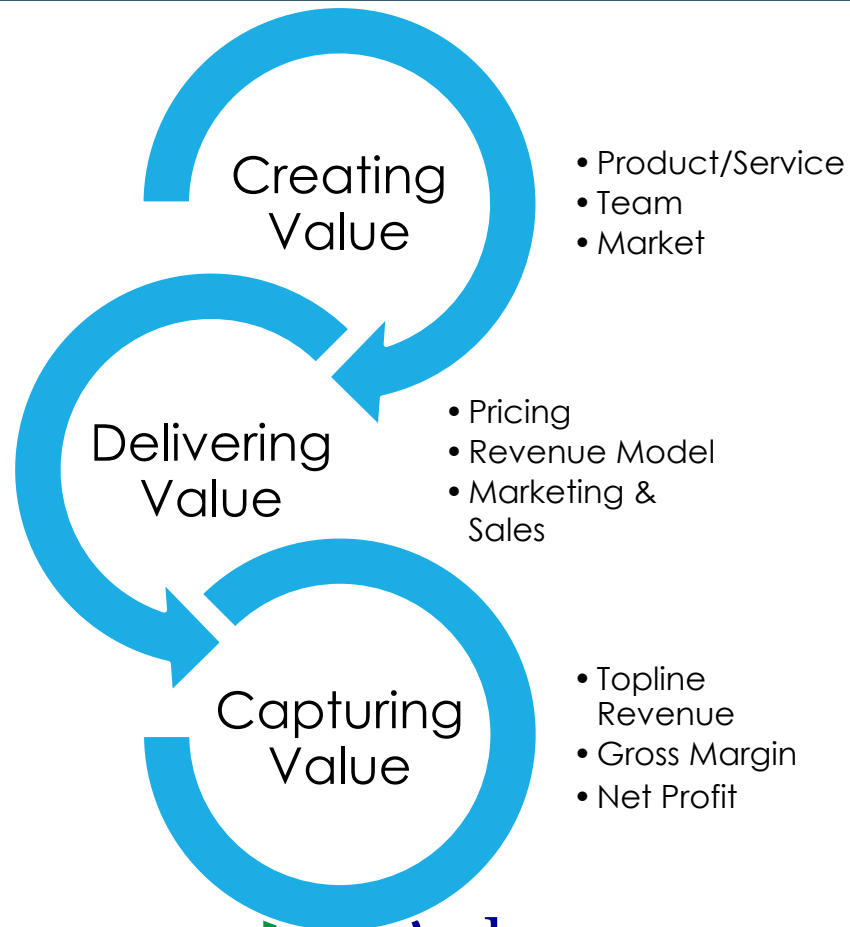 Creating
Value
• Product/Service
• Team
• Market
Delivering
Value
• Pricing
• Revenue Model
• Marketing &
Sales
Capturing
Value
• Topline
Revenue
• Gross Margin
• Net Profit